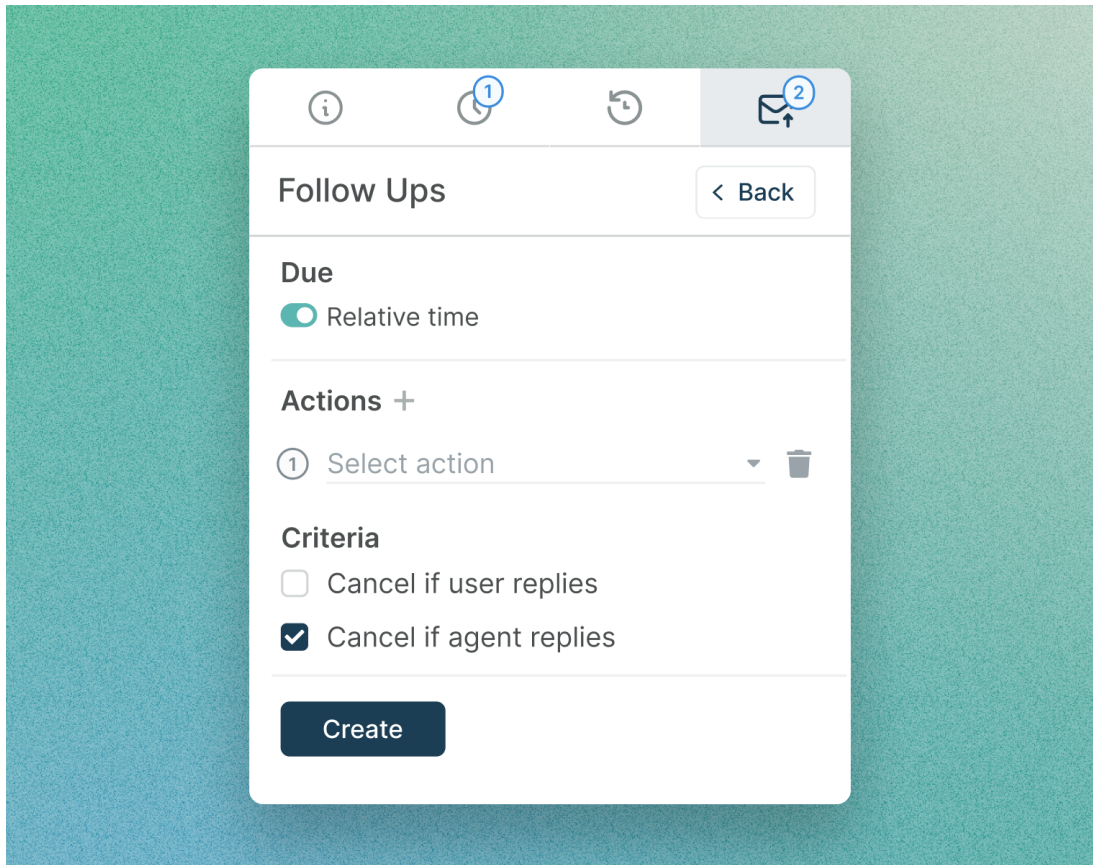 1
2
Follow Ups
Back
Due
Relative time
Actions
1 Select action
Criteria
Cancel if user replies
Cancel if agent replies
Create